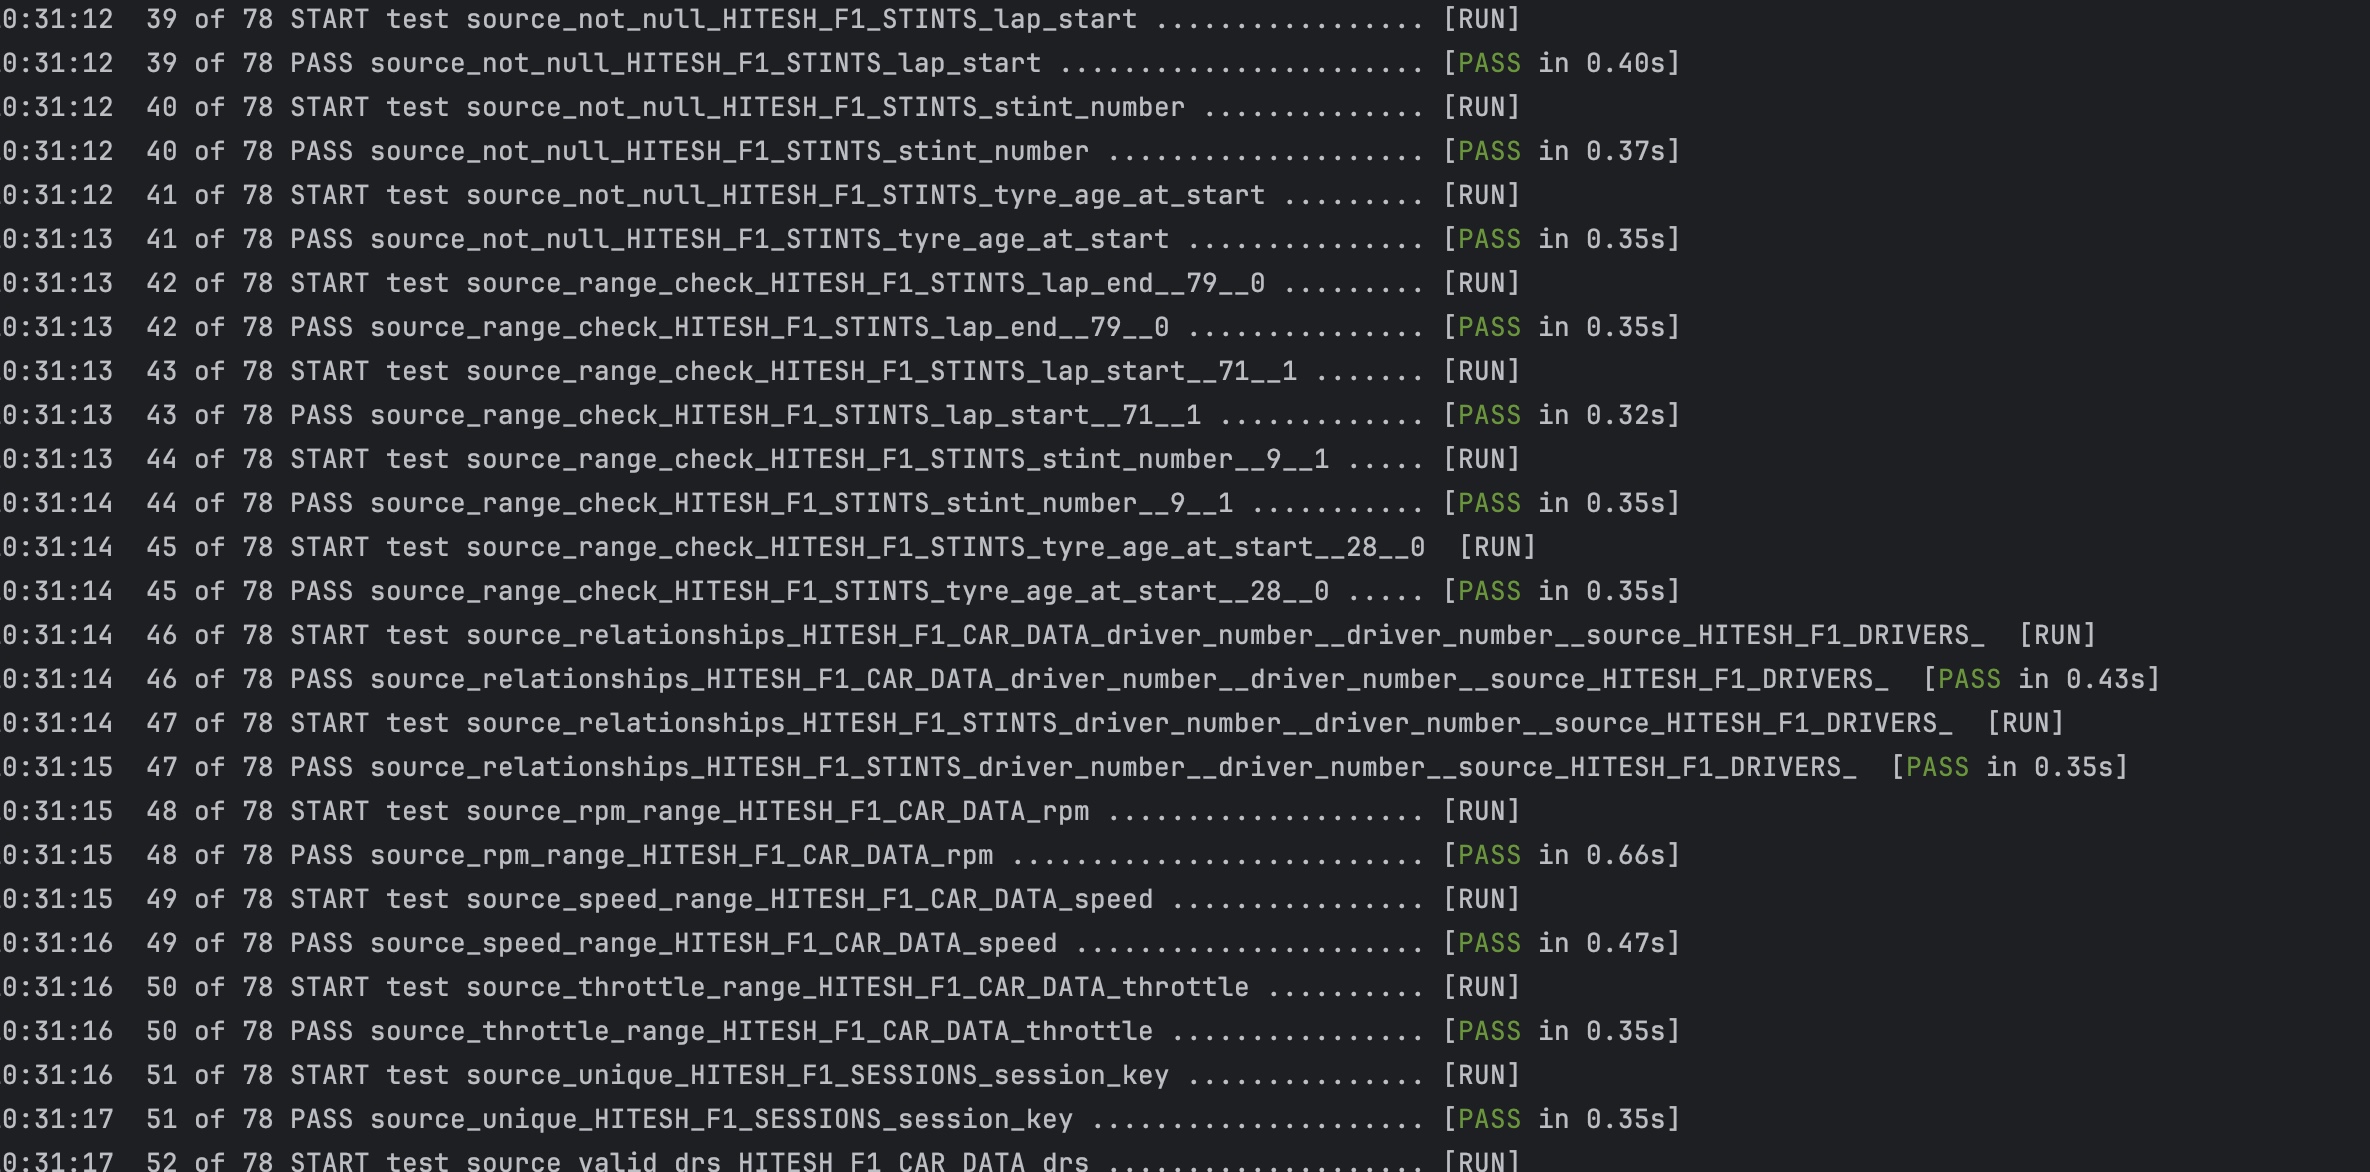 0:31:12  39 of 78 START test source_not_null_HITESH_F1_STINTS_lap_start ................. [RUN]
0:31:12  39 of 78 PASS source_not_null_HITESH_F1_STINTS_lap_start ....................... [PASS in 0.40s]
0:31:12  40 of 78 START test source_not_null_HITESH_F1_STINTS_stint_number .............. [RUN]
0:31:12  40 of 78 PASS source_not_null_HITESH_F1_STINTS_stint_number .................... [PASS in 0.37s]
0:31:12  41 of 78 START test source_not_null_HITESH_F1_STINTS_tyre_age_at_start ......... [RUN]
0:31:13  41 of 78 PASS source_not_null_HITESH_F1_STINTS_tyre_age_at_start ............... [PASS in 0.35s]
0:31:13  42 of 78 START test source_range_check_HITESH_F1_STINTS_lap_end__79__0 ......... [RUN]
0:31:13  42 of 78 PASS source_range_check_HITESH_F1_STINTS_lap_end__79__0 ............... [PASS in 0.35s]
0:31:13  43 of 78 START test source_range_check_HITESH_F1_STINTS_lap_start__71__1 ....... [RUN]
0:31:13  43 of 78 PASS source_range_check_HITESH_F1_STINTS_lap_start__71__1 ............. [PASS in 0.32s]
0:31:13  44 of 78 START test source_range_check_HITESH_F1_STINTS_stint_number__9__1 ..... [RUN]
0:31:14  44 of 78 PASS source_range_check_HITESH_F1_STINTS_stint_number__9__1 ........... [PASS in 0.35s]
0:31:14  45 of 78 START test source_range_check_HITESH_F1_STINTS_tyre_age_at_start__28__0  [RUN]
0:31:14  45 of 78 PASS source_range_check_HITESH_F1_STINTS_tyre_age_at_start__28__0 ..... [PASS in 0.35s]
0:31:14  46 of 78 START test source_relationships_HITESH_F1_CAR_DATA_driver_number__driver_number__source_HITESH_F1_DRIVERS_  [RUN]
0:31:14  46 of 78 PASS source_relationships_HITESH_F1_CAR_DATA_driver_number__driver_number__source_HITESH_F1_DRIVERS_  [PASS in 0.43s]
0:31:14  47 of 78 START test source_relationships_HITESH_F1_STINTS_driver_number__driver_number__source_HITESH_F1_DRIVERS_  [RUN]
0:31:15  47 of 78 PASS source_relationships_HITESH_F1_STINTS_driver_number__driver_number__source_HITESH_F1_DRIVERS_  [PASS in 0.35s]
0:31:15  48 of 78 START test source_rpm_range_HITESH_F1_CAR_DATA_rpm .................... [RUN]
0:31:15  48 of 78 PASS source_rpm_range_HITESH_F1_CAR_DATA_rpm .......................... [PASS in 0.66s]
0:31:15  49 of 78 START test source_speed_range_HITESH_F1_CAR_DATA_speed ................ [RUN]
0:31:16  49 of 78 PASS source_speed_range_HITESH_F1_CAR_DATA_speed ...................... [PASS in 0.47s]
0:31:16  50 of 78 START test source_throttle_range_HITESH_F1_CAR_DATA_throttle .......... [RUN]
0:31:16  50 of 78 PASS source_throttle_range_HITESH_F1_CAR_DATA_throttle ................ [PASS in 0.35s]
0:31:16  51 of 78 START test source_unique_HITESH_F1_SESSIONS_session_key ............... [RUN]
0:31:17  51 of 78 PASS source_unique_HITESH_F1_SESSIONS_session_key ..................... [PASS in 0.35s]
0:31:17  52 of 78 START test source_valid_drs_HITESH_F1_CAR_DATA_drs .................... [RUN]